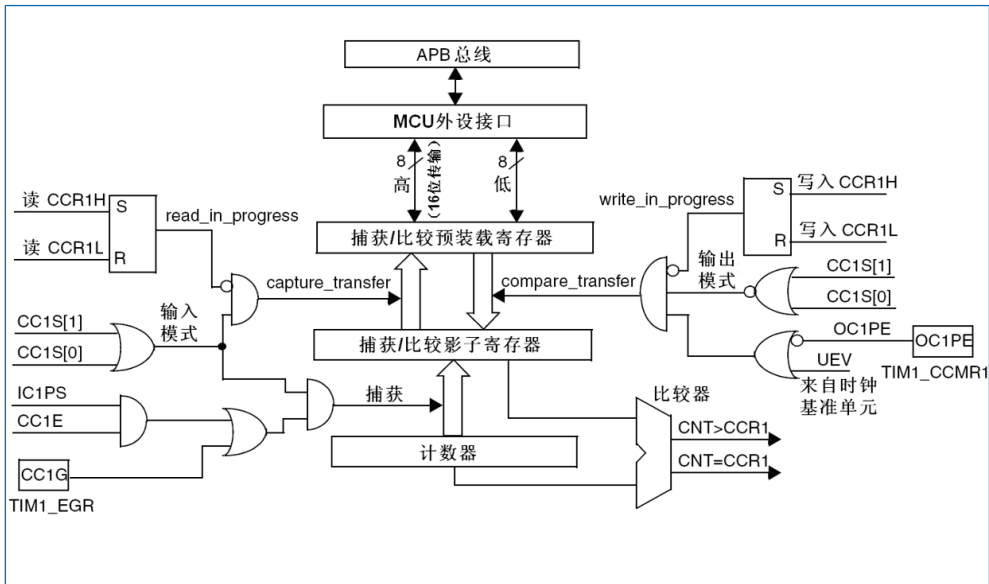 APB 总线
MCU外设接口
8
高
(16位传输)
8
低
读 CCR1H
S
read_in_progress
读 CCR1L
R
捕获/比较预装载寄存器
write_in_progress
S
写入 CCR1H
R
写入 CCR1L
capture_transfer
compare_transfer
输出
模式
CC1S[1]
CC1S[0]
CC1S[1]
输入
模式
CC1S[0]
捕获/比较影子寄存器
OC1PE
OC1PE
UEV
TIM1_CCMR1
来自时钟
基准单元
IC1PS
CC1E
捕获
比较器
CNT>CCR1
计数器
CNT=CCR1
CC1G
TIM1_EGR